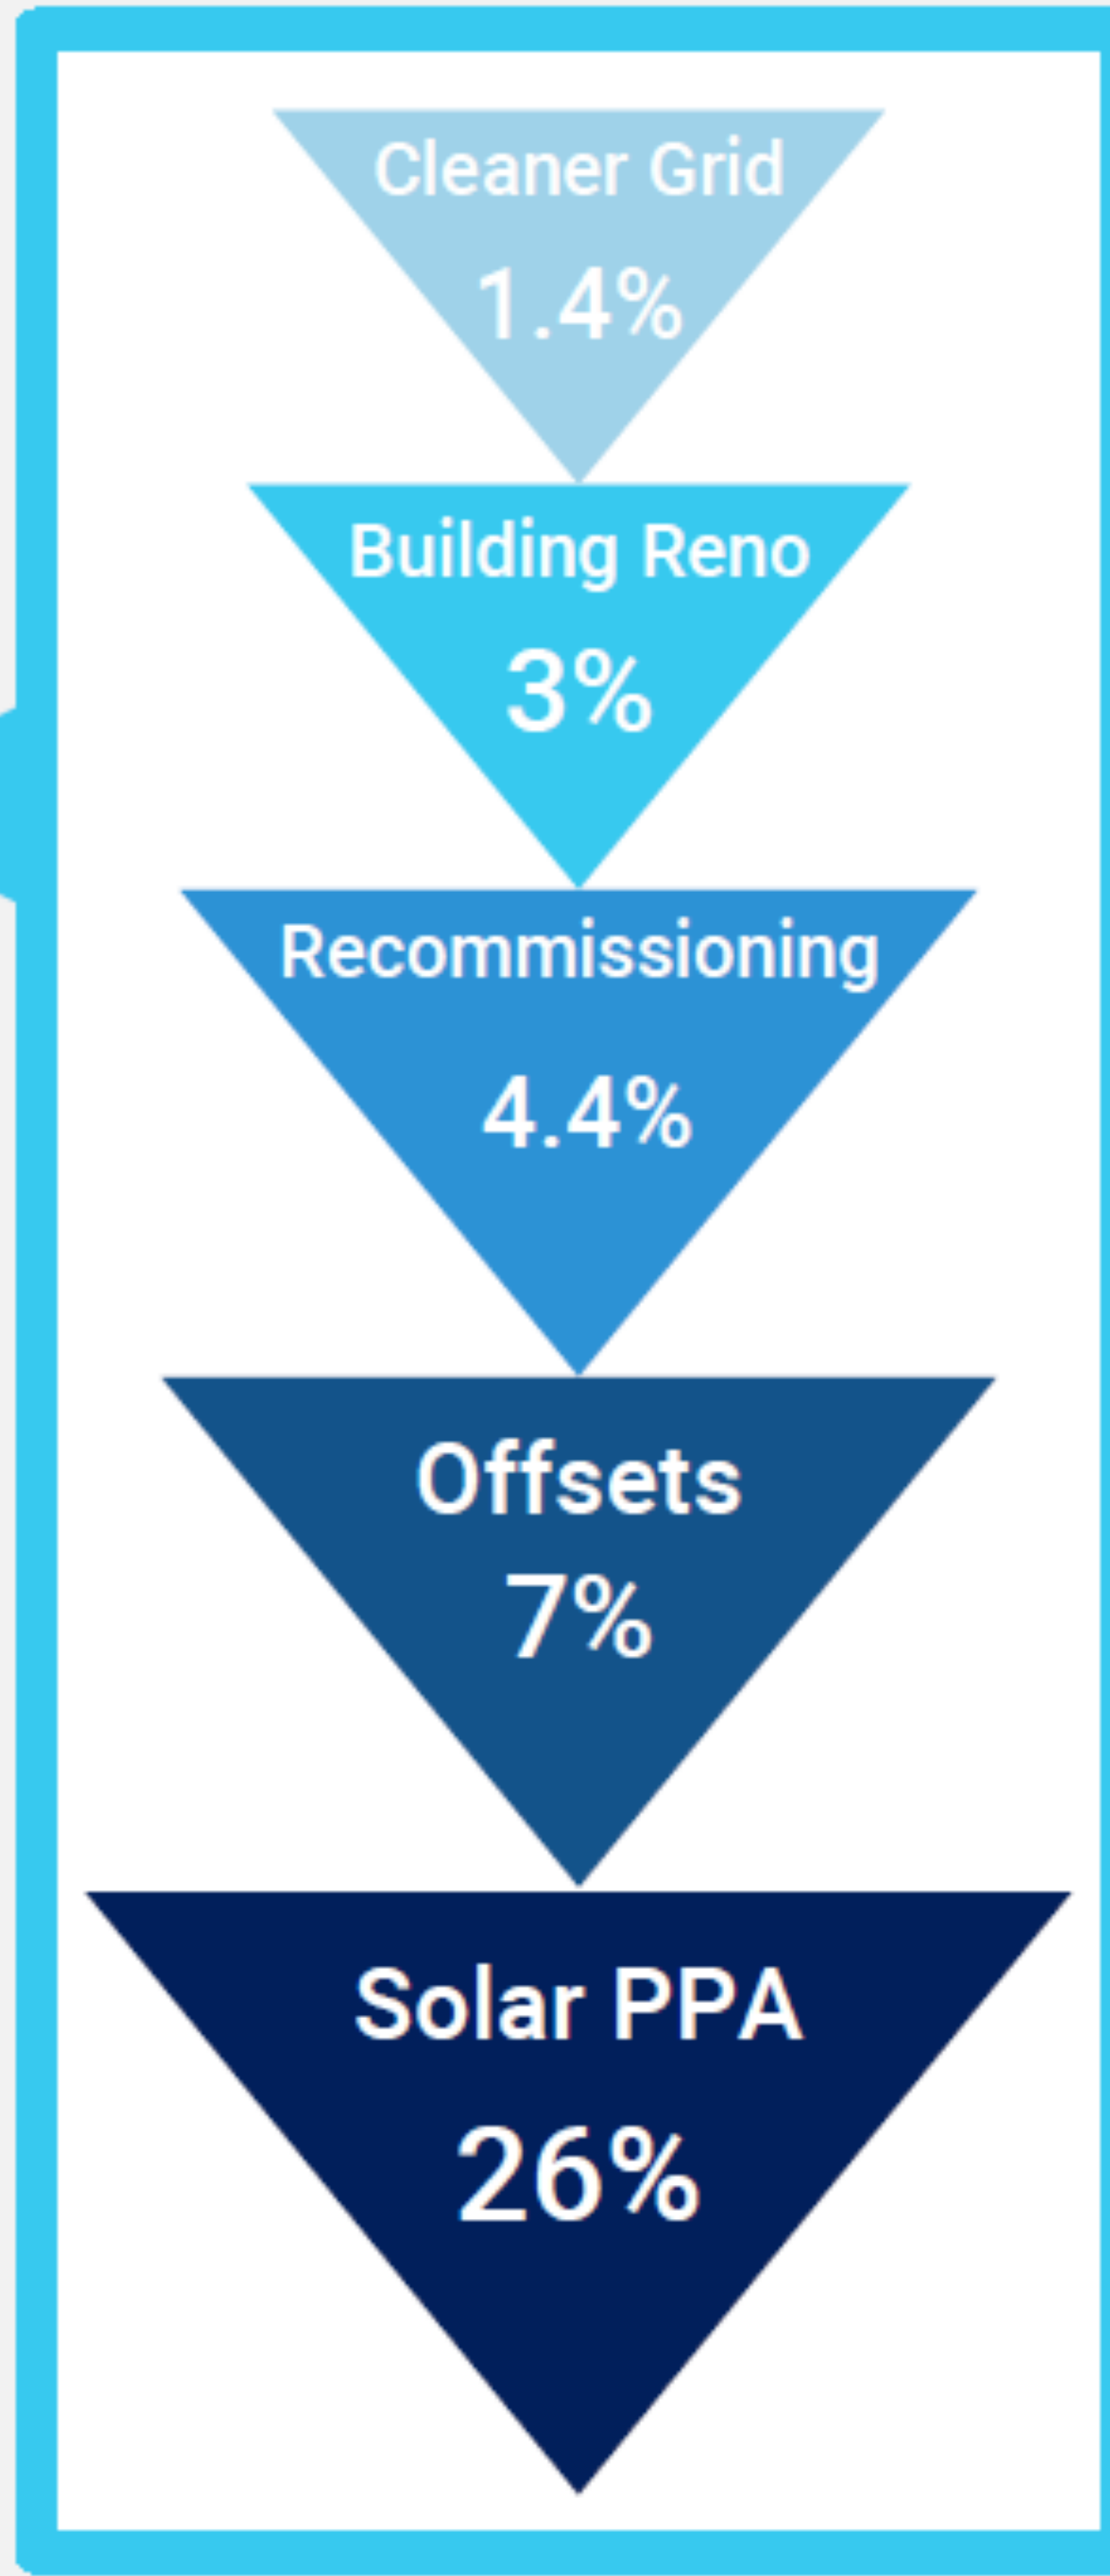 Cleaner Grid
1.4%
Building Reno
3%
Recommissioning
4.4%
Offsets
7%
Solar PPA
26%